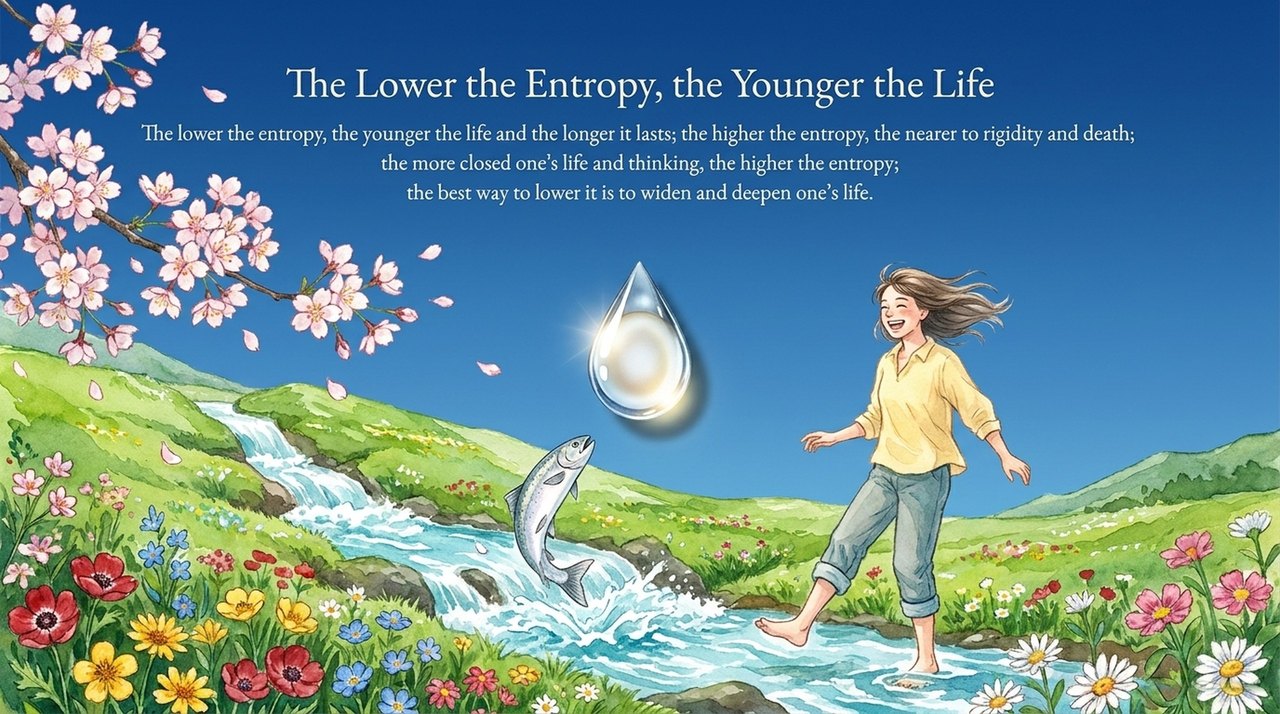 The Lower the Entropy, the Younger the Life
The lower the entropy, the younger the life and the longer it lasts; the higher the entropy, the nearer to rigidity and death;
the more closed one’s life and thinking, the higher the entropy;
the best way to lower it is to widen and deepen one’s life.